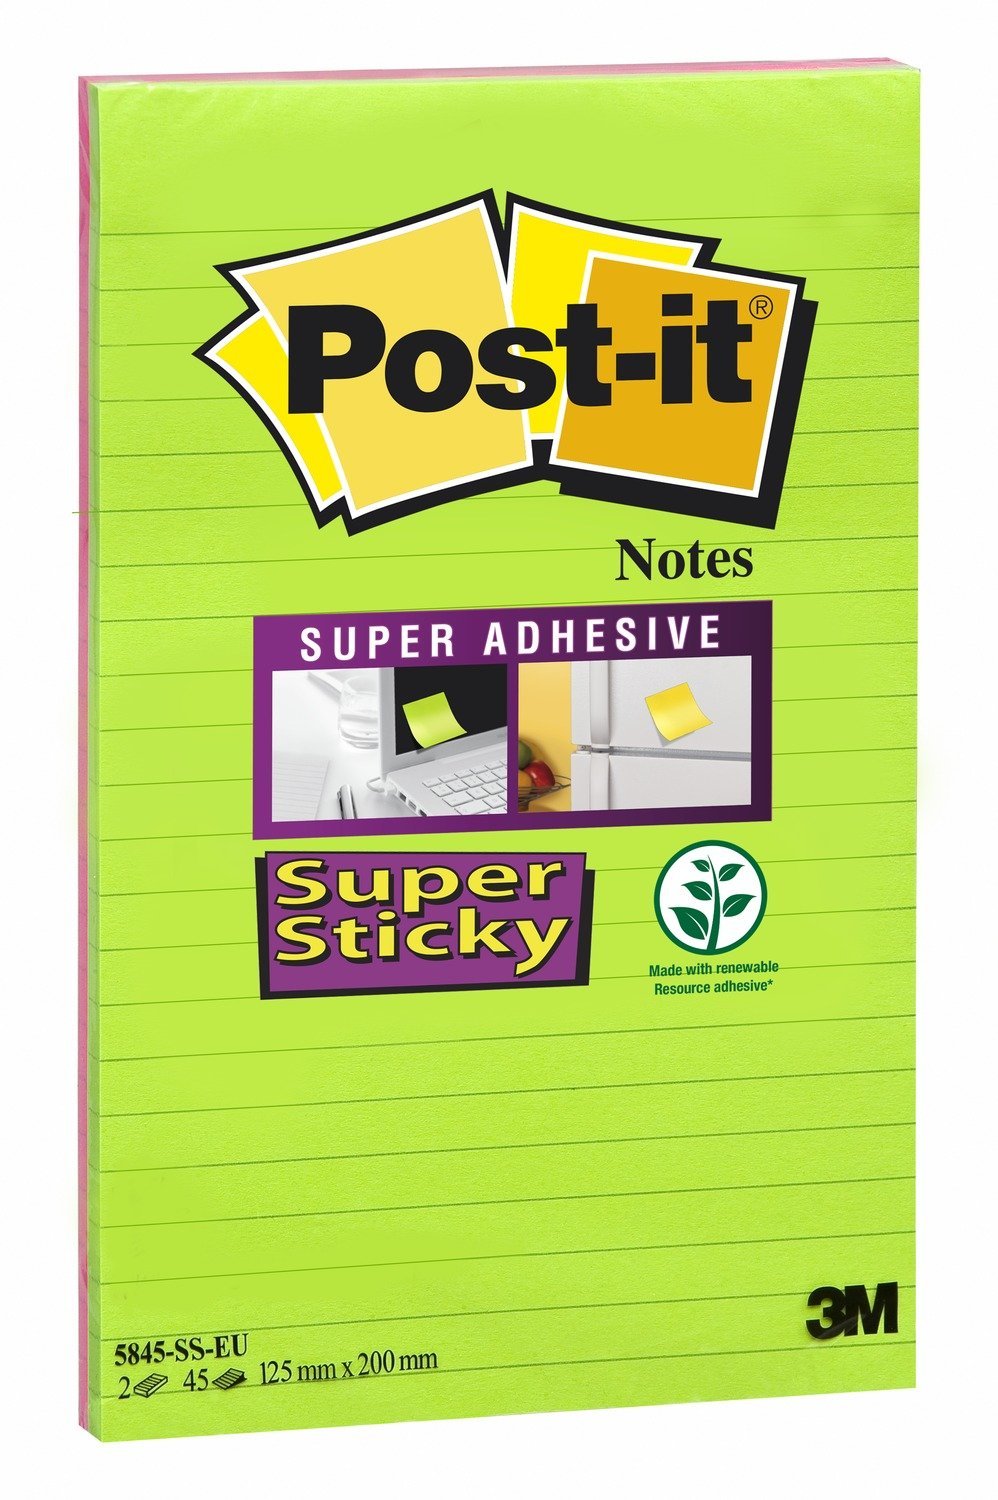 Post-it®
Notes
SUPER ADHESIVE
Super
Sticky
Made with renewable
Resource adhesive*
3M
5845-SS-EU
2 45 125 mm x 200 mm